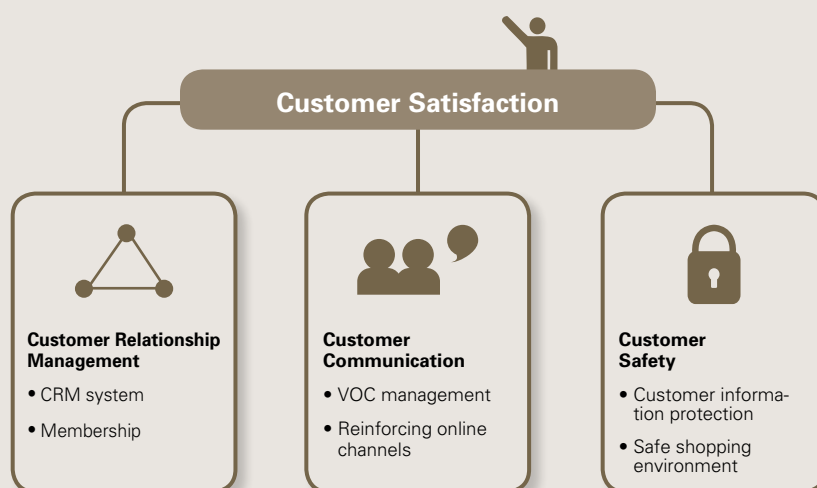 Customer Satisfaction
Customer Relationship
Management
• CRM system
• Membership
Customer
Communication
• VOC management
• Reinforcing online
channels
Customer
Safety
• Customer informa-
tion protection
• Safe shopping
environment